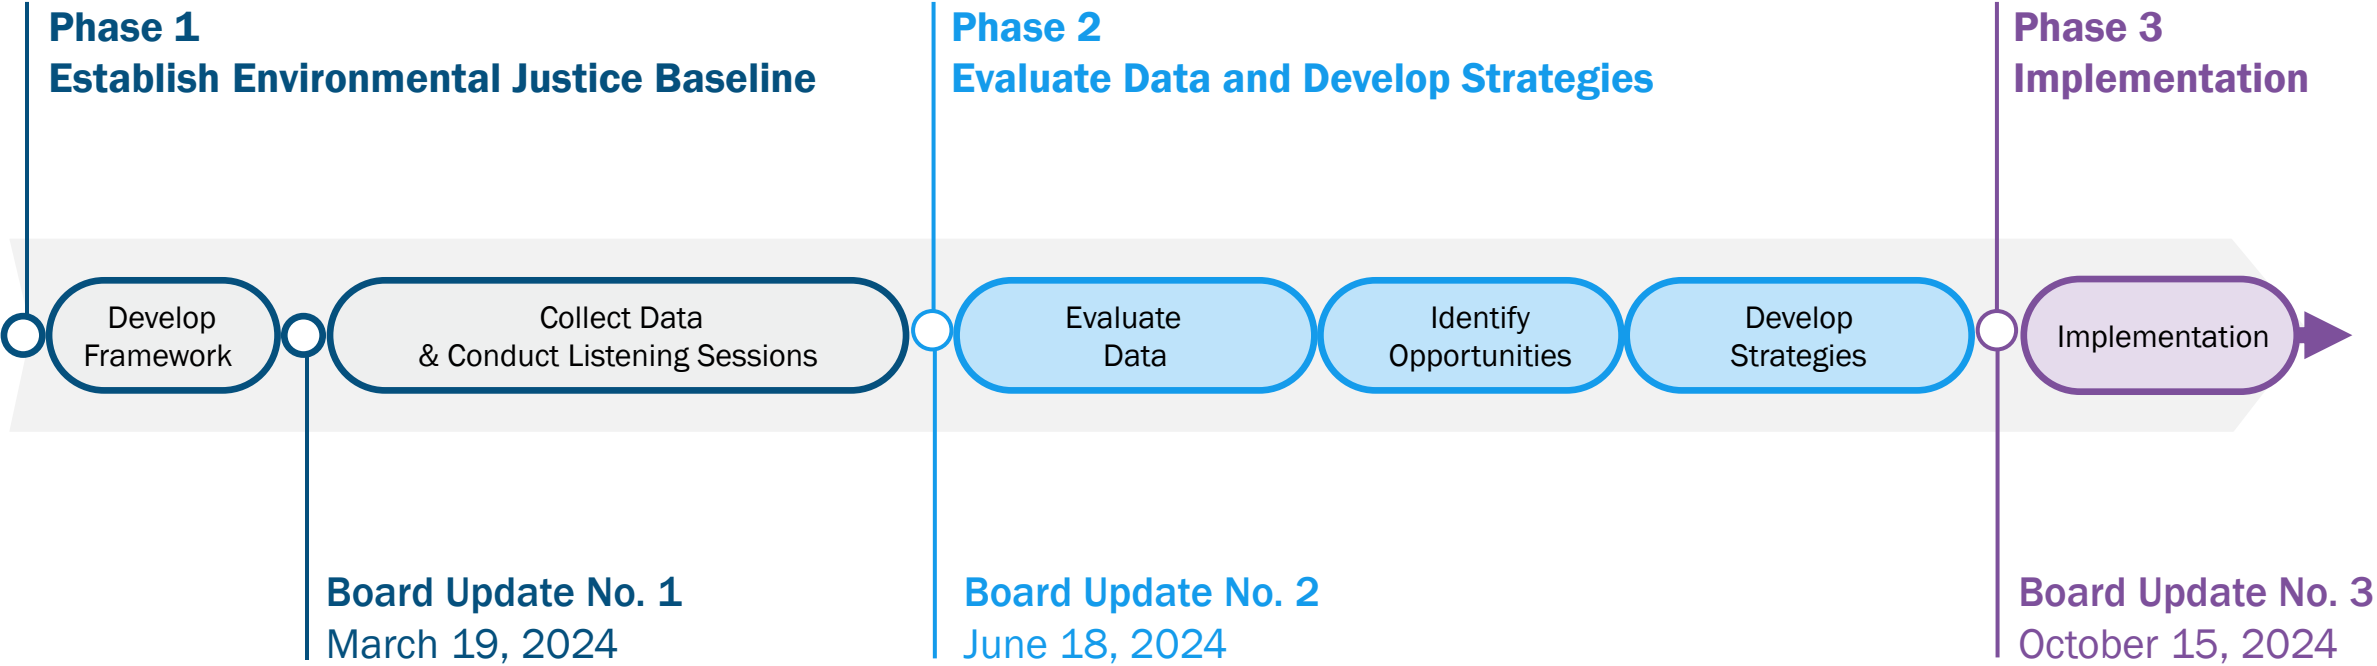 Phase 1
Establish Environmental Justice Baseline
Phase 2
Evaluate Data and Develop Strategies
Phase 3
Implementation
Develop
Framework
Collect Data
& Conduct Listening Sessions
Evaluate
Data
Identify
Opportunities
Develop
Strategies
Implementation
Board Update No. 1
March 19, 2024
Board Update No. 2
June 18, 2024
Board Update No. 3
October 15, 2024